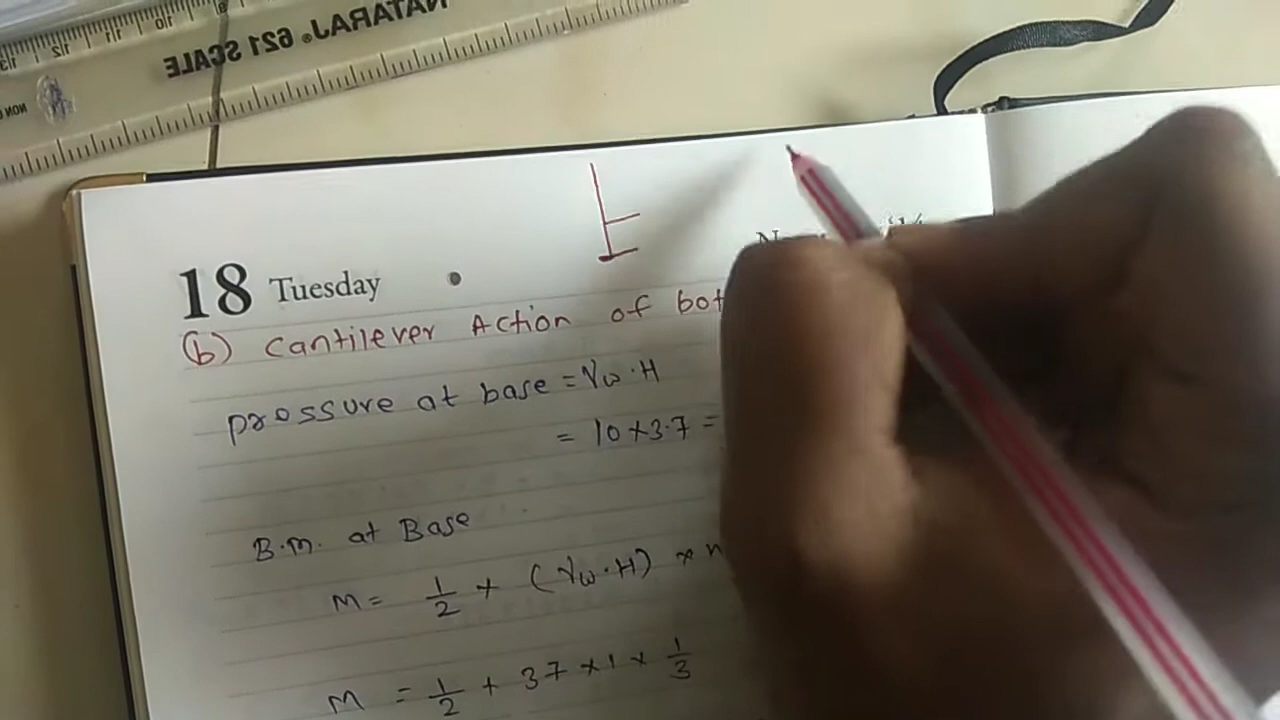 NATARAJ. 621 SCALE
18 Tuesday
(b) Cantilever Action of bot
pressure at base = γw·H
= 10×3.7 =
B.M. at Base
M = 1/2 × (γw·H) × h
M = 1/2 × 37 × 1 × 1/3